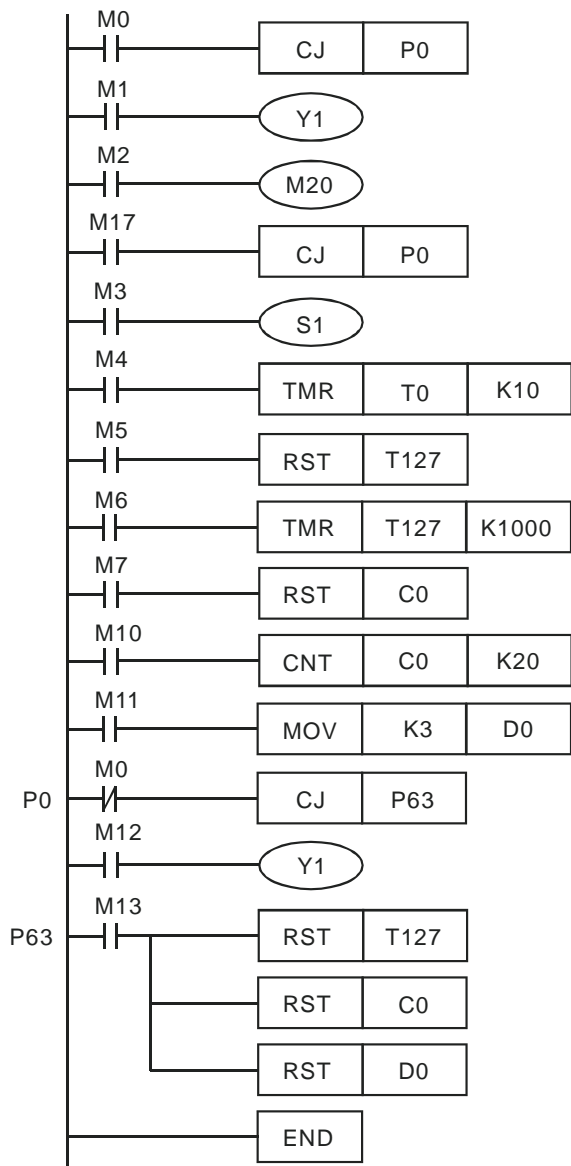 M0
CJ P0
M1
Y1
M2
M20
M17
CJ P0
M3
S1
M4
TMR T0 K10
M5
RST T127
M6
TMR T127 K1000
M7
RST C0
M10
CNT C0 K20
M11
MOV K3 D0
M0
P0 CJ P63
M12
Y1
M13
P63 RST T127
RST C0
RST D0
END